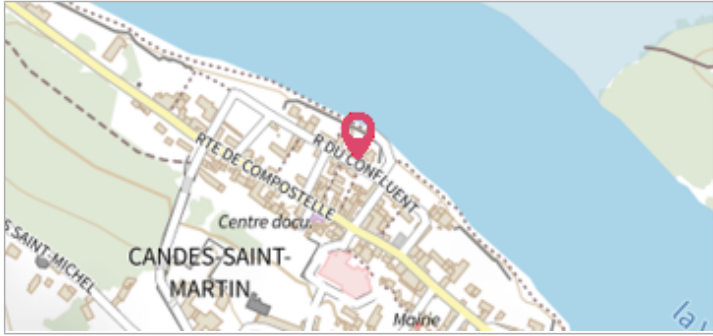 R DU CONFLUENT
RTE DE COMPOSTELLE
Centre docu.
CANDES-SAINT-
MARTIN
SAINT-MICHEL
Mairie
la